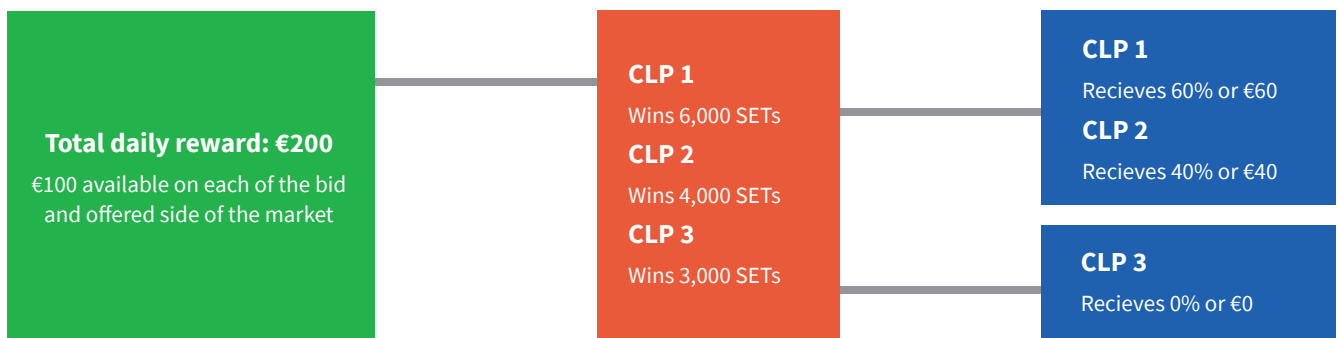 Total daily reward: €200
€100 available on each of the bid
and offered side of the market
CLP 1
Wins 6,000 SETs
CLP 2
Wins 4,000 SETs
CLP 3
Wins 3,000 SETs
CLP 1
Recieves 60% or €60
CLP 2
Recieves 40% or €40
CLP 3
Recieves 0% or €0